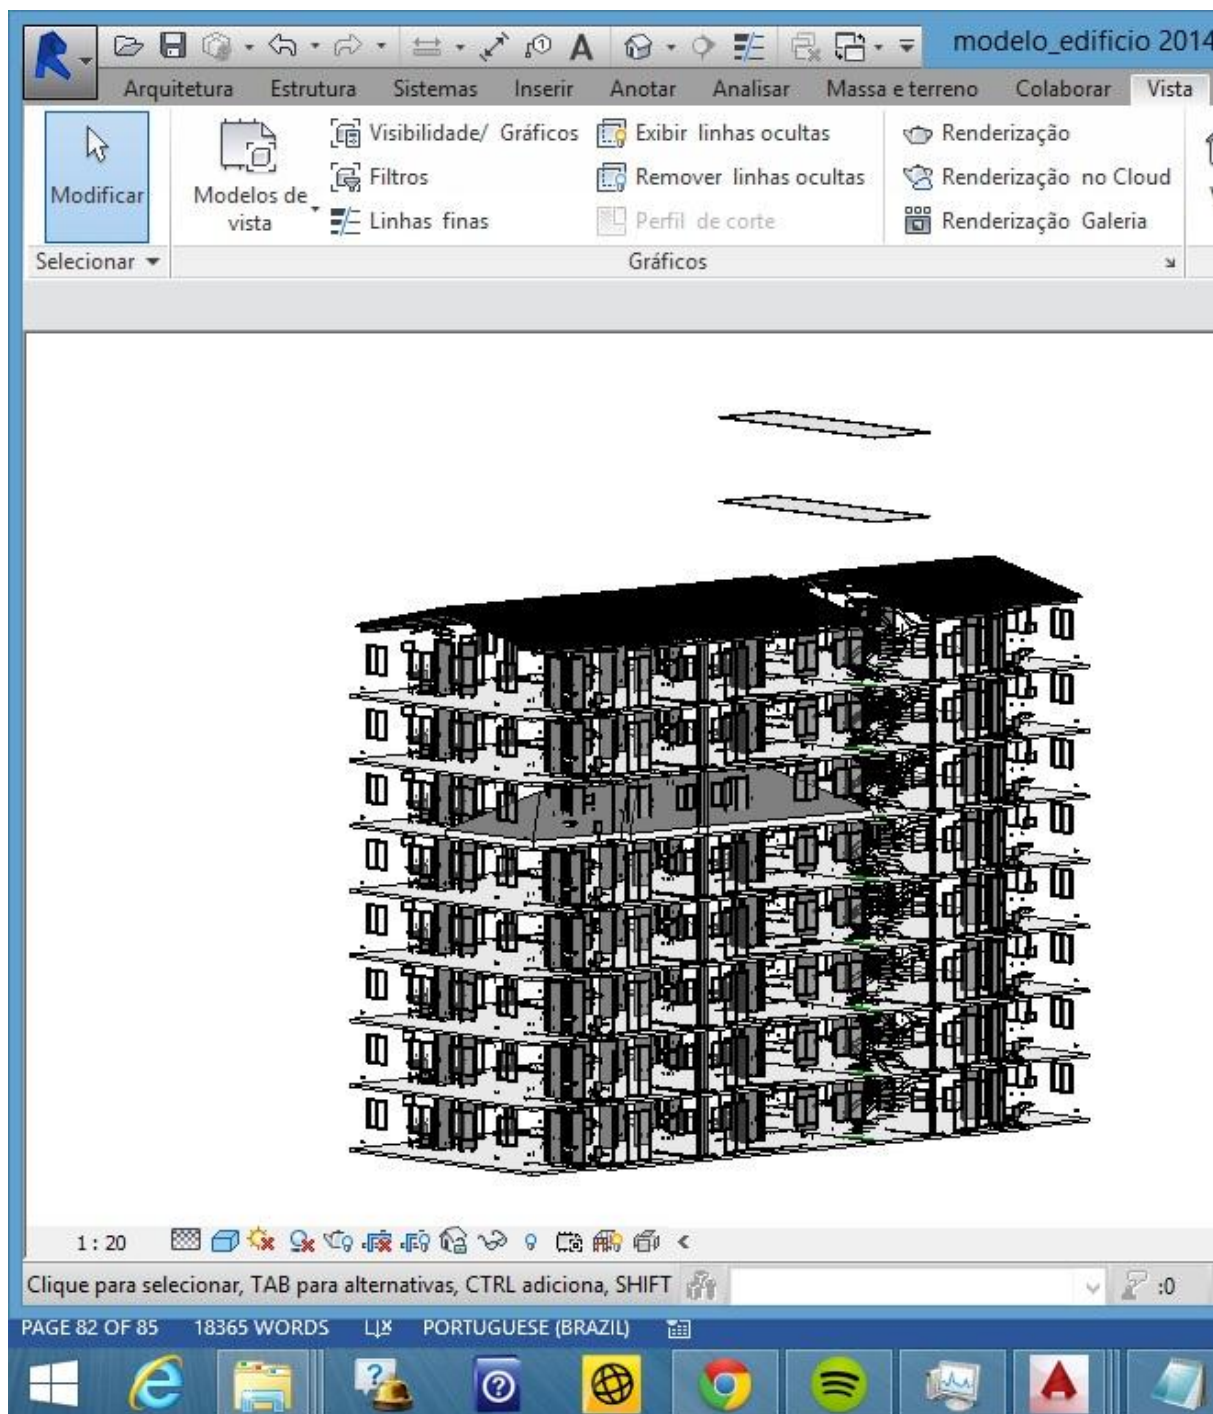 modelo_edificio 2014
Arquitetura Estrutura Sistemas Inserir Anotar Analisar Massa e terreno Colaborar Vista
Modificar
Modelos de
vista
Visibilidade/ Gráficos
Filtros
Linhas finas
Exibir linhas ocultas
Remover linhas ocultas
Perfil de corte
Renderização
Renderização no Cloud
Renderização Galeria
Selecionar
Gráficos
1 : 20
Clique para selecionar, TAB para alternativas, CTRL adiciona, SHIFT
:0
PAGE 82 OF 85 18365 WORDS PORTUGUESE (BRAZIL)